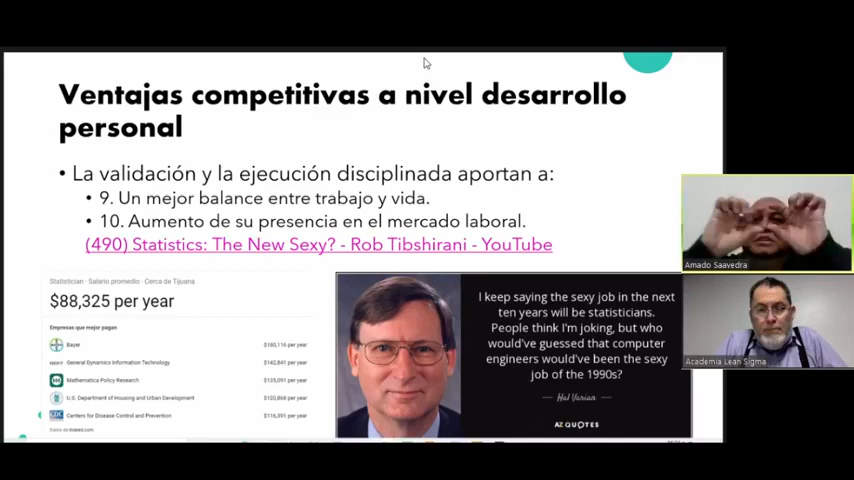 Ventajas competitivas a nivel desarrollo
personal
• La validación y la ejecución disciplinada aportan a:
• 9. Un mejor balance entre trabajo y vida.
• 10. Aumento de su presencia en el mercado laboral.
(490) Statistics: The New Sexy? - Rob Tibshirani - YouTube
Statistician · Salario promedio · Cerca de Tijuana
$88,325 per year
Empresas que mejor pagan
Bayer $160,116 per year
General Dynamics Information Technology $142,841 per year
Mathematica Policy Research $135,091 per year
U.S. Department of Housing and Urban Development $120,868 per year
CDC Centers for Disease Control and Prevention $116,391 per year
I keep saying the sexy job in the next
ten years will be statisticians.
People think I'm joking, but who
would've guessed that computer
engineers would've been the sexy
job of the 1990s?
— Hal Varian —
AZ QUOTES
Amado Saavedra
Academia Lean Sigma